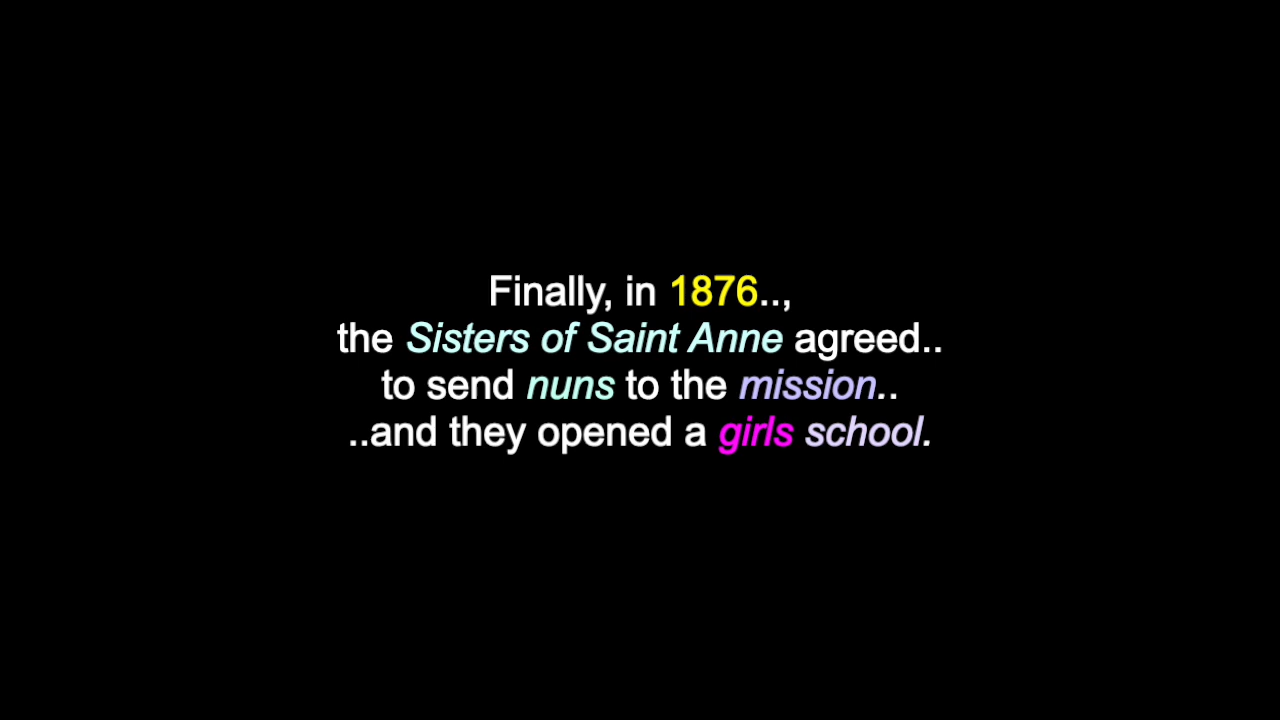 Finally, in 1876..,
the Sisters of Saint Anne agreed..
to send nuns to the mission..
..and they opened a girls school.